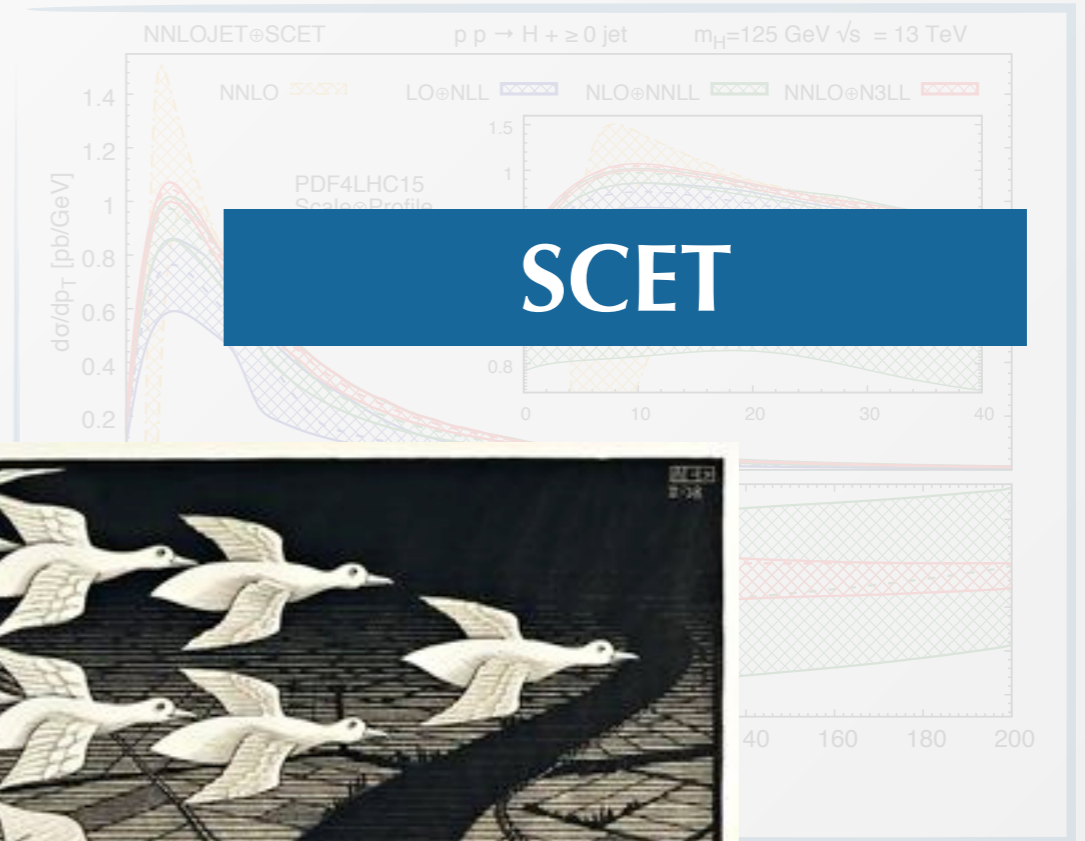 NNLOJET⊕SCET p p → H + ≥ 0 jet m_H=125 GeV √s = 13 TeV
NNLO LO⊕NLL NLO⊕NNLL NNLO⊕N3LL
1.4
1.2
1
0.8
0.6
0.4
0.2
dσ/dp_T [pb/GeV]
PDF4LHC15
Scale⊕Profile
1.5
1
0.8
0 10 20 30 40
SCET
40 160 180 200